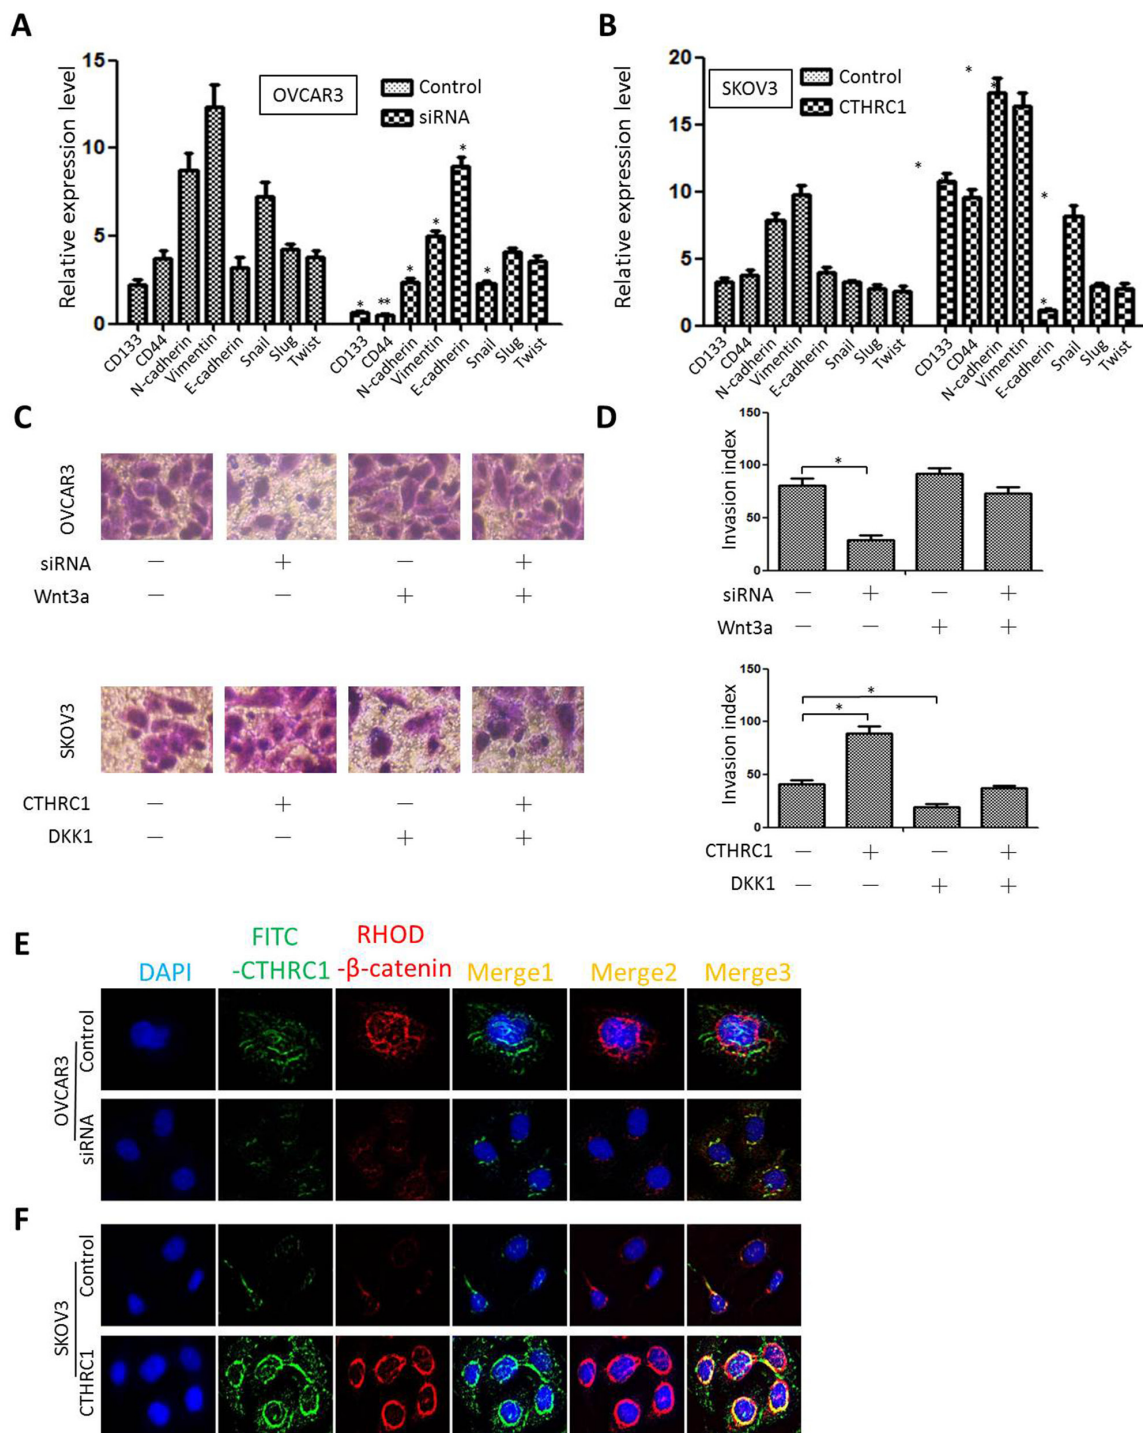 A
Relative expression level
15
10
5
0
OVCAR3
Control
siRNA
*
**
*
*
*
*
CD133
CD44
N-cadherin
Vimentin
E-cadherin
Snail
Slug
Twist
CD133
CD44
N-cadherin
Vimentin
E-cadherin
Snail
Slug
Twist
B
Relative expression level
20
15
10
5
0
SKOV3
Control
CTHRC1
*
*
*
*
*
CD133
CD44
N-cadherin
Vimentin
E-cadherin
Snail
Slug
Twist
CD133
CD44
N-cadherin
Vimentin
E-cadherin
Snail
Slug
Twist
C
OVCAR3
siRNA — + — +
Wnt3a — — + +
SKOV3
CTHRC1 — + — +
DKK1 — — + +
D
Invasion index
150
100
50
0
*
siRNA — + — +
Wnt3a — — + +
Invasion index
150
100
50
0
*
*
CTHRC1 — + — +
DKK1 — — + +
E
DAPI
FITC
-CTHRC1
RHOD
-β-catenin
Merge1
Merge2
Merge3
OVCAR3
Control
siRNA
F
SKOV3
Control
CTHRC1